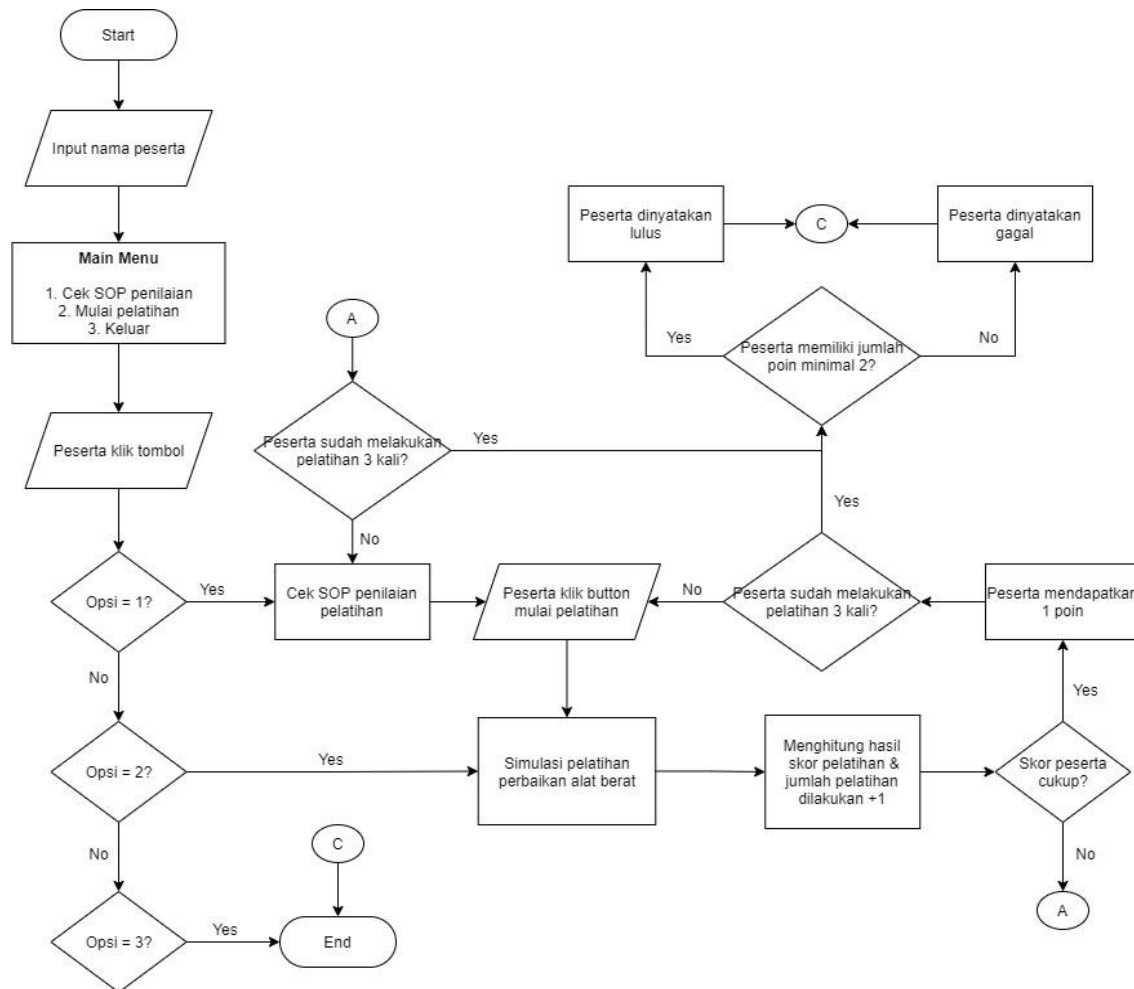 Start
Input nama peserta
Main Menu
1. Cek SOP penilaian
2. Mulai pelatihan
3. Keluar
Peserta klik tombol
Opsi = 1?
Yes
No
Opsi = 2?
Yes
No
Opsi = 3?
Yes
End
C
A
Peserta sudah melakukan
pelatihan 3 kali?
Yes
No
Cek SOP penilaian
pelatihan
Peserta klik button
mulai pelatihan
Simulasi pelatihan
perbaikan alat berat
Menghitung hasil
skor pelatihan &
jumlah pelatihan
dilakukan +1
Skor peserta
cukup?
No
A
Yes
Peserta mendapatkan
1 poin
Peserta sudah melakukan
pelatihan 3 kali?
No
Yes
Peserta memiliki jumlah
poin minimal 2?
Yes
No
Peserta dinyatakan
lulus
C
Peserta dinyatakan
gagal